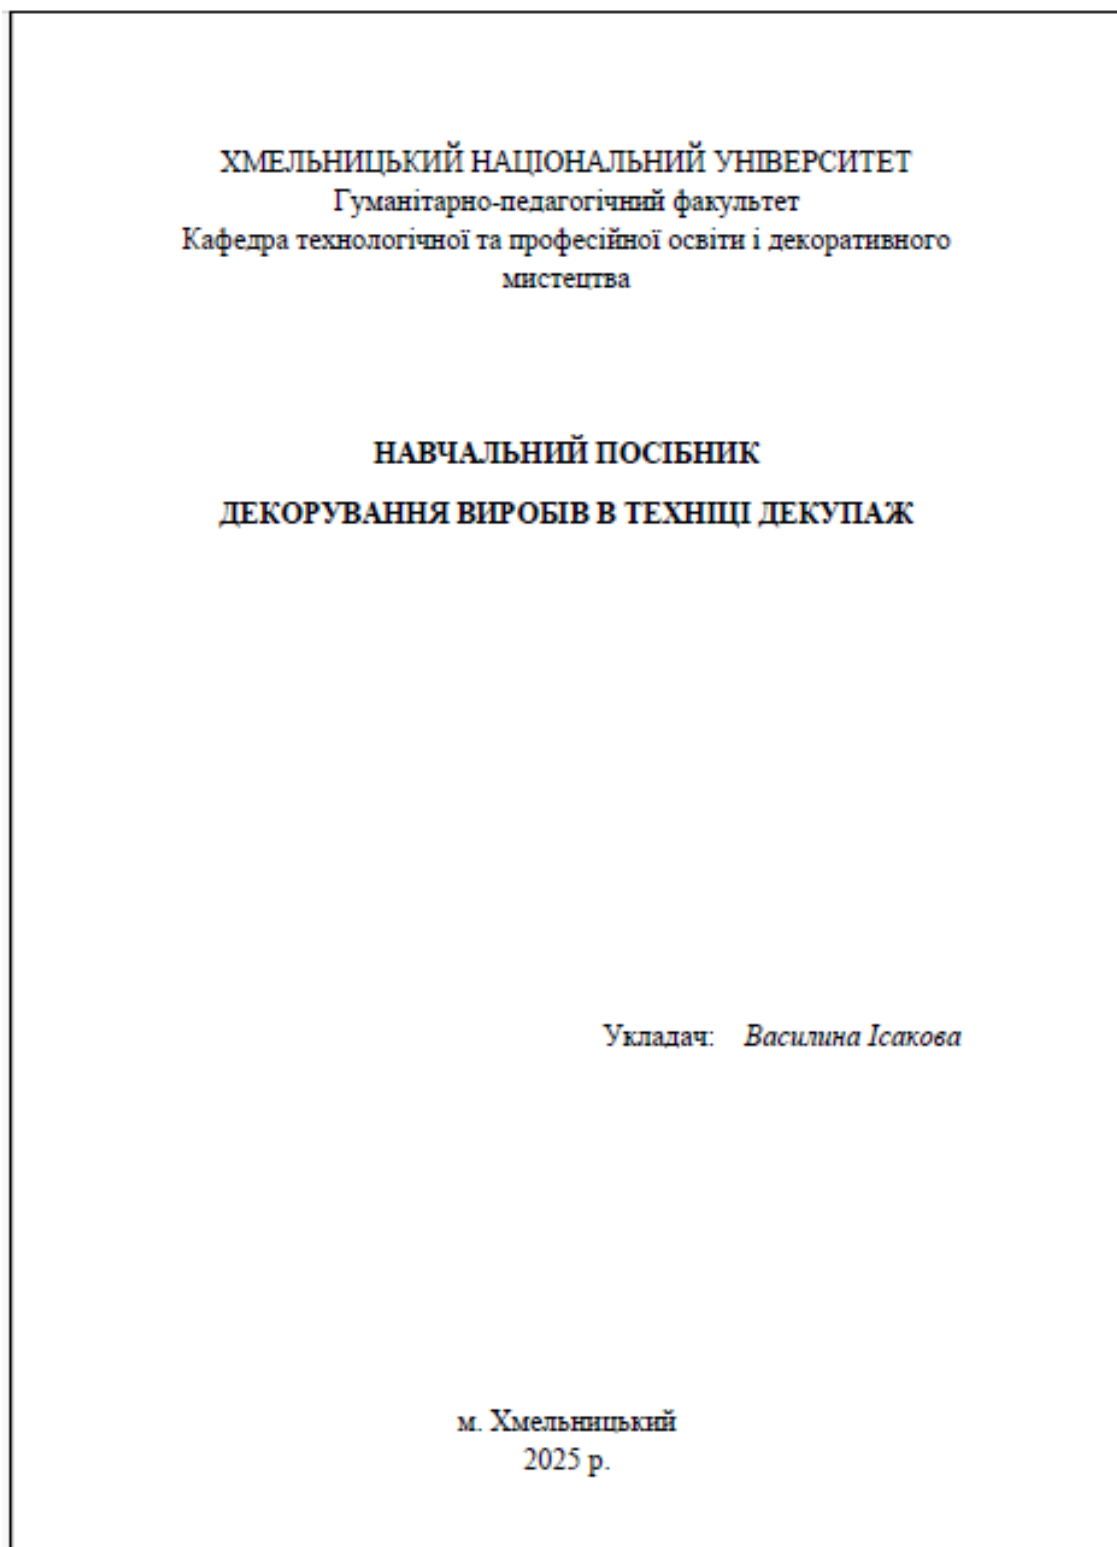 ХМЕЛЬНИЦЬКИЙ НАЦІОНАЛЬНИЙ УНІВЕРСИТЕТ
Гуманітарно-педагогічний факультет
Кафедра технологічної та професійної освіти і декоративного
мистецтва
НАВЧАЛЬНИЙ ПОСІБНИК
ДЕКОРУВАННЯ ВИРОБІВ В ТЕХНІЦІ ДЕКУПАЖ
Укладач: Василина Ісакова
м. Хмельницький
2025 р.